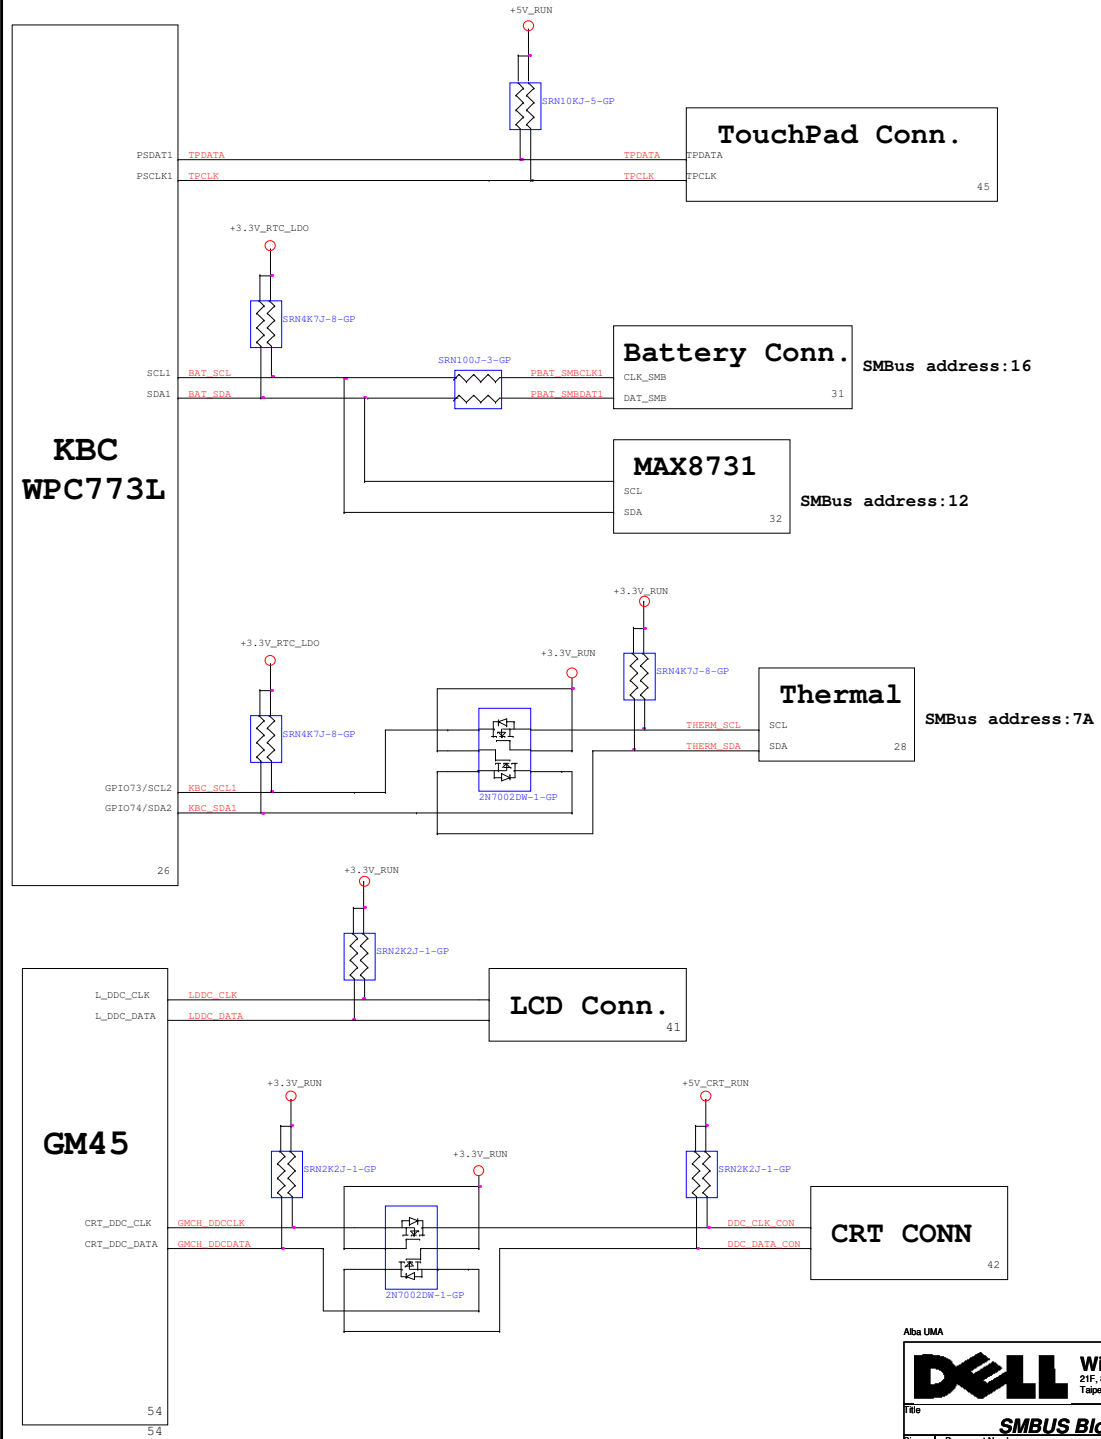 +5V_RUN
SRN10KJ-5-GP
TouchPad Conn.
PSDAT1 TPDATA TPDATA TPDATA
PSCLK1 TPCLK TPCLK TPCLK
45
+3.3V_RTC_LDO
SRN4K7J-8-GP
SRN100J-3-GP
Battery Conn.
SMBus address:16
SCL1 BAT_SCL PBAT_SMBCLK1 CLK_SMB
SDA1 BAT_SDA PBAT_SMBDAT1 DAT_SMB
31
KBC
WPC773L
MAX8731
SCL
SDA
32
SMBus address:12
+3.3V_RUN
+3.3V_RTC_LDO
+3.3V_RUN
SRN4K7J-8-GP
Thermal
SMBus address:7A
THERM_SCL SCL
THERM_SDA SDA
28
SRN4K7J-8-GP
GPIO73/SCL2 KBC_SCL1
2N7002DW-1-GP
GPIO74/SDA2 KBC_SDA1
26
+3.3V_RUN
SRN2K2J-1-GP
L_DDC_CLK LDDC_CLK
L_DDC_DATA LDDC_DATA
LCD Conn.
41
+3.3V_RUN
+5V_CRT_RUN
GM45
+3.3V_RUN
SRN2K2J-1-GP
SRN2K2J-1-GP
CRT_DDC_CLK GMCH_DDCCLK DDC_CLK_CON
CRT_DDC_DATA GMCH_DDCDATA DDC_DATA_CON
CRT CONN
42
2N7002DW-1-GP
54
54
Alba UMA
DELL
Wi
21F,
Taipe
Title
SMBUS Blo